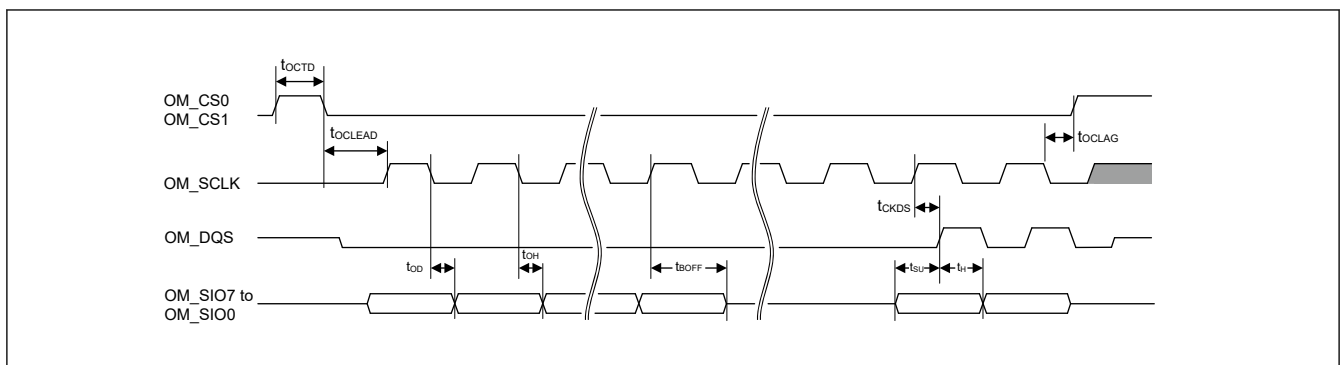 tOCTD
OM_CS0
OM_CS1
tOCLEAD
tOCLAG
OM_SCLK
tCKDS
OM_DQS
tOD
tOH
tBOFF
tSU
tH
OM_SIO7 to
OM_SIO0